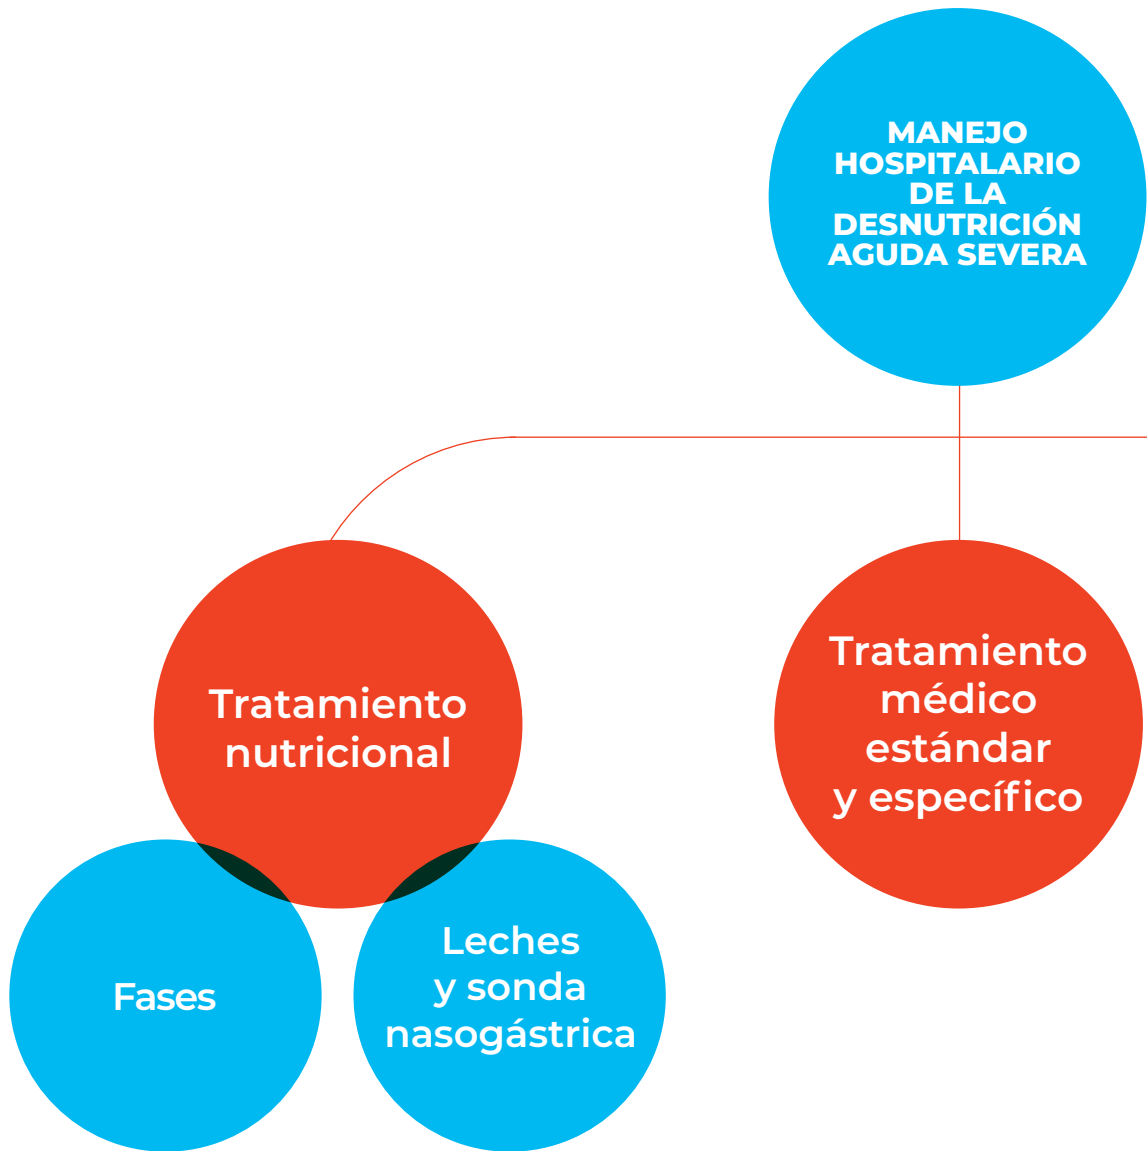 MANEJO
HOSPITALARIO
DE LA
DESNUTRICIÓN
AGUDA SEVERA
Tratamiento
nutricional
Tratamiento
médico
estándar
y específico
Fases
Leches
y sonda
nasogástrica